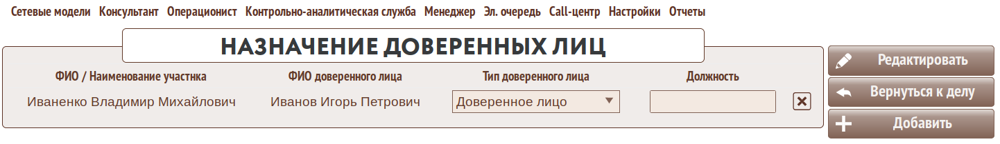 Сетевые модели Консультант Операционист Контрольно-аналитическая служба Менеджер Эл. очередь Call-центр Настройки Отчеты
НАЗНАЧЕНИЕ ДОВЕРЕННЫХ ЛИЦ
ФИО / Наименование участнка ФИО доверенного лица Тип доверенного лица Должность
Иваненко Владимир Михайлович Иванов Игорь Петрович Доверенное лицо
Редактировать
Вернуться к делу
Добавить